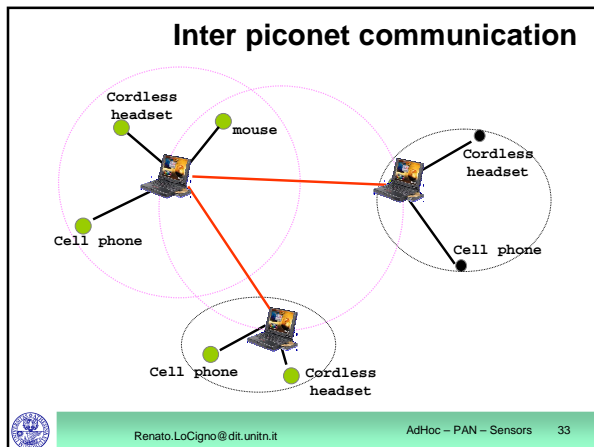 Inter piconet communication
Cordless
headset
mouse
Cordless
headset
Cell phone
Cell phone
Cell phone
Cordless
headset
Renato.LoCigno@dit.unitn.it
AdHoc – PAN – Sensors 33